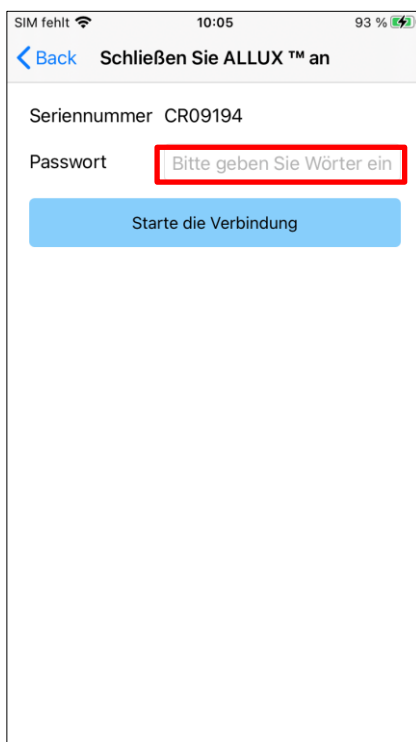 SIM fehlt 10:05 93 %
Back Schließen Sie ALLUX ™ an
Seriennummer CR09194
Passwort Bitte geben Sie Wörter ein
Starte die Verbindung